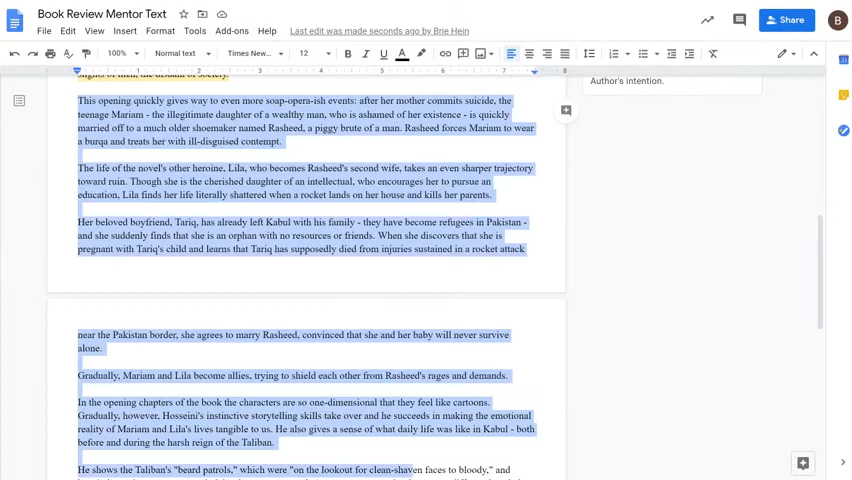 Book Review Mentor Text
File Edit View Insert Format Tools Add-ons Help Last edit was made seconds ago by Brie Hein
Share
B
100% Normal text Times New... 12 B I U A
1 2 3 4 5 6 7 8
slights of men, the disdain of society.
Author's intention.
This opening quickly gives way to even more soap-opera-ish events: after her mother commits suicide, the
teenage Mariam - the illegitimate daughter of a wealthy man, who is ashamed of her existence - is quickly
married off to a much older shoemaker named Rasheed, a piggy brute of a man. Rasheed forces Mariam to wear
a burqa and treats her with ill-disguised contempt.
The life of the novel's other heroine, Lila, who becomes Rasheed's second wife, takes an even sharper trajectory
toward ruin. Though she is the cherished daughter of an intellectual, who encourages her to pursue an
education, Lila finds her life literally shattered when a rocket lands on her house and kills her parents.
Her beloved boyfriend, Tariq, has already left Kabul with his family - they have become refugees in Pakistan -
and she suddenly finds that she is an orphan with no resources or friends. When she discovers that she is
pregnant with Tariq's child and learns that Tariq has supposedly died from injuries sustained in a rocket attack
near the Pakistan border, she agrees to marry Rasheed, convinced that she and her baby will never survive
alone.
Gradually, Mariam and Lila become allies, trying to shield each other from Rasheed's rages and demands.
In the opening chapters of the book the characters are so one-dimensional that they feel like cartoons.
Gradually, however, Hosseini's instinctive storytelling skills take over and he succeeds in making the emotional
reality of Mariam and Lila's lives tangible to us. He also gives a sense of what daily life was like in Kabul - both
before and during the harsh reign of the Taliban.
He shows the Taliban's "beard patrols," which were "on the lookout for clean-shaven faces to bloody," and